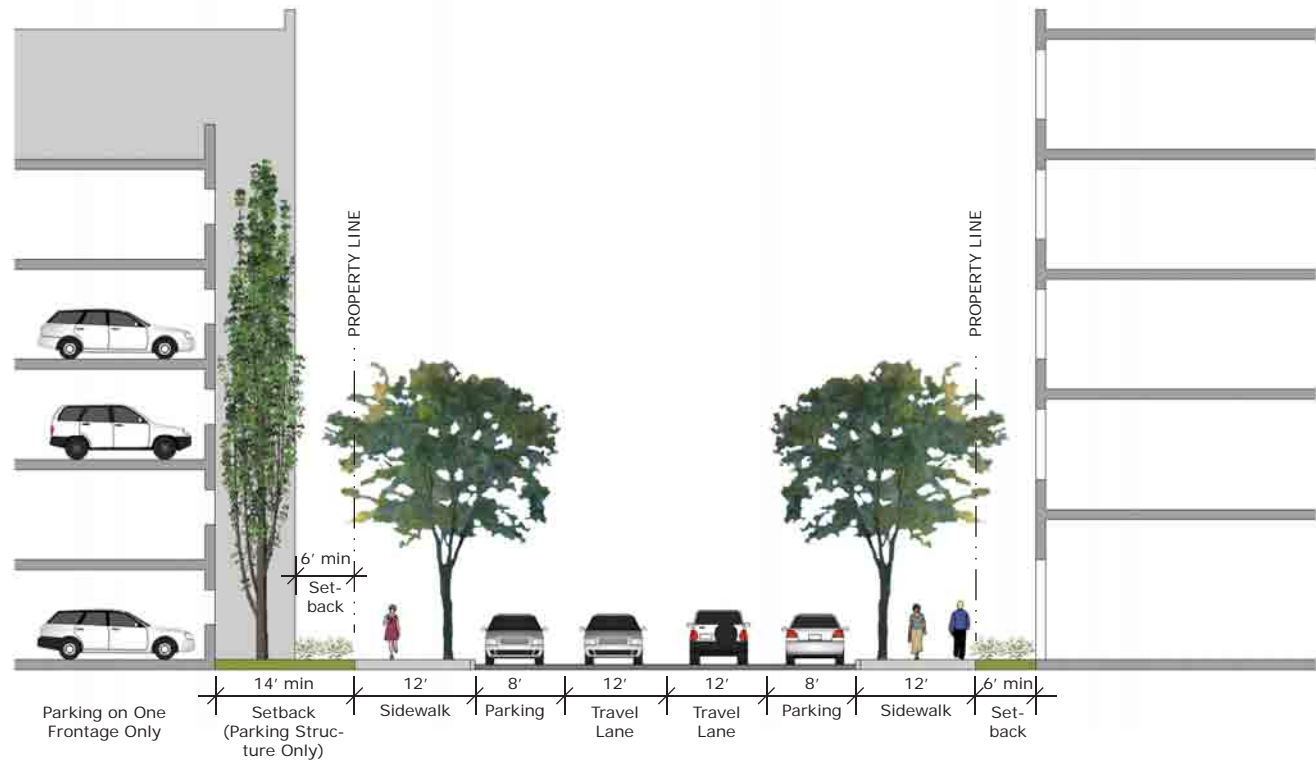 PROPERTY LINE
PROPERTY LINE
6' min
Set-
back
14' min
12'
8'
12'
12'
8'
12'
6' min
Parking on One
Frontage Only
Setback
(Parking Struc-
ture Only)
Sidewalk
Parking
Travel
Lane
Travel
Lane
Parking
Sidewalk
Set-
back